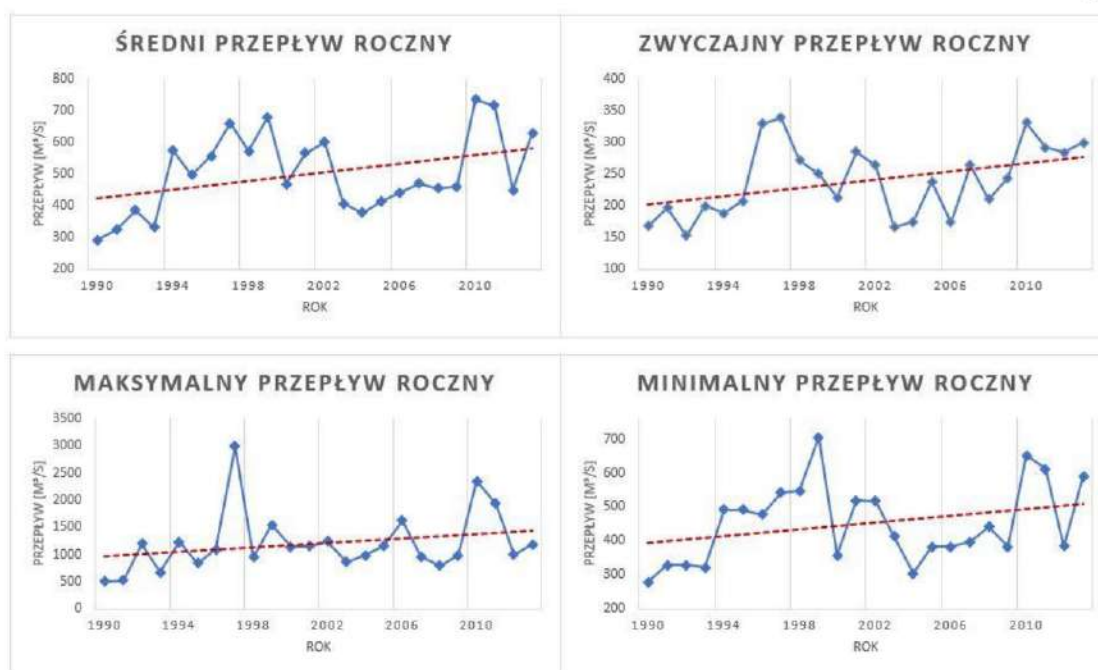 ŚREDNI PRZEPŁYW ROCZNY
PRZEPŁYW [M³/S]
800
700
600
500
400
300
200
1990 1994 1998 2002 2006 2010
ROK
ZWYCZAJNY PRZEPŁYW ROCZNY
PRZEPŁYW [M³/S]
400
350
300
250
200
150
100
1990 1994 1998 2002 2006 2010
ROK
MAKSYMALNY PRZEPŁYW ROCZNY
PRZEPŁYW [M³/S]
3500
3000
2500
2000
1500
1000
500
0
1990 1994 1998 2002 2006 2010
ROK
MINIMALNY PRZEPŁYW ROCZNY
PRZEPŁYW [M³/S]
700
600
500
400
300
200
1990 1994 1998 2002 2006 2010
ROK